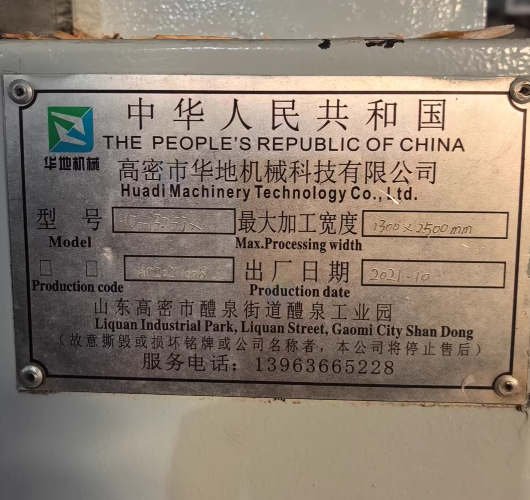 中华人民共和国
THE PEOPLE'S REPUBLIC OF CHINA
华地机械
高密市华地机械科技有限公司
Huadi Machinery Technology Co., Ltd.
型号 最大加工宽度 1300×2500mm
Model Max.Processing width
出厂日期 2021-10
Production code Production date
山东高密市醴泉街道醴泉工业园
Liquan Industrial Park, Liquan Street, Gaomi City Shan Dong
(故意撕毁或损坏铭牌或公司名称者，本公司将停止售后)
服务电话：13963665228